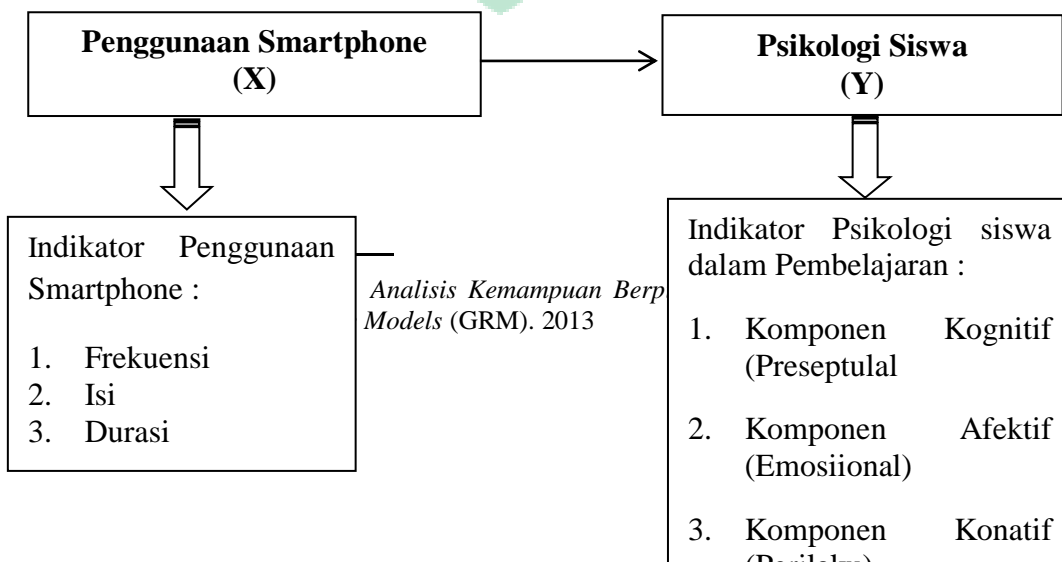 Penggunaan Smartphone
(X)
Psikologi Siswa
(Y)
Indikator Penggunaan
Smartphone :
1. Frekuensi
2. Isi
3. Durasi
Analisis Kemampuan Berp
Models (GRM). 2013
Indikator Psikologi siswa
dalam Pembelajaran :
1. Komponen Kognitif
(Preseptulal
2. Komponen Afektif
(Emosiional)
3. Komponen Konatif